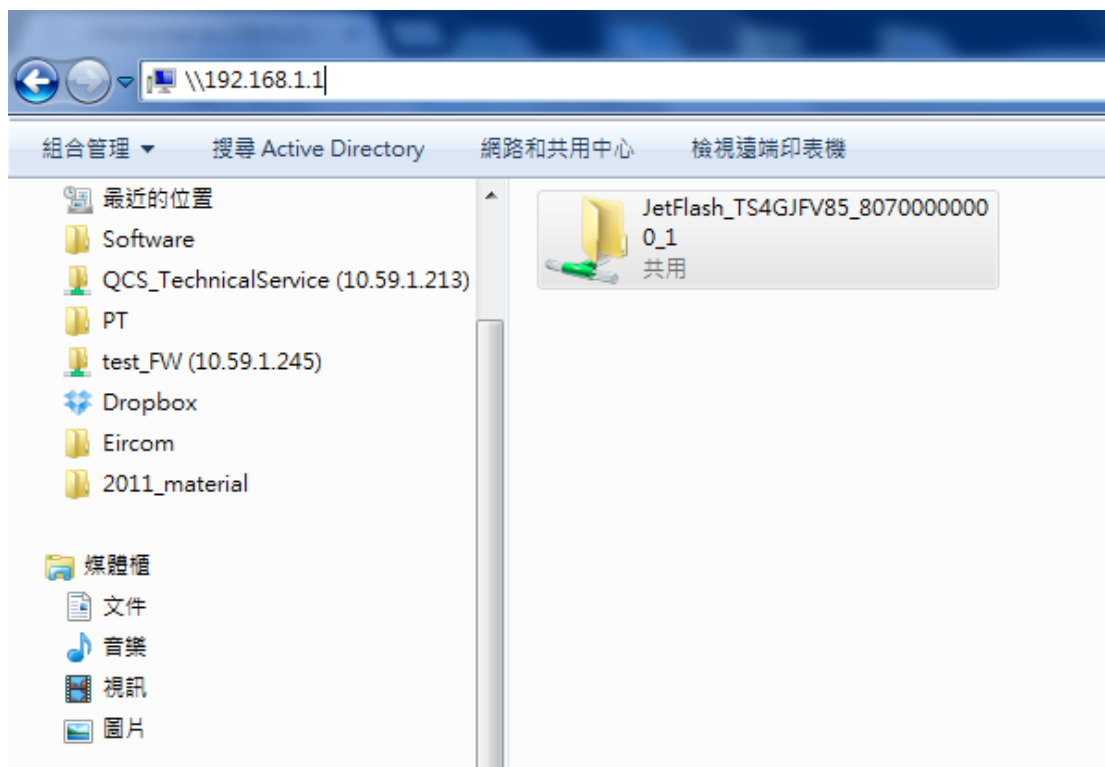 \\192.168.1.1
組合管理 搜尋 Active Directory 網路和共用中心 檢視遠端印表機
最近的位置
Software
QCS_TechnicalService (10.59.1.213)
PT
test_FW (10.59.1.245)
Dropbox
Eircom
2011_material
媒體櫃
文件
音樂
視訊
圖片
JetFlash_TS4GJFV85_8070000000
0_1
共用